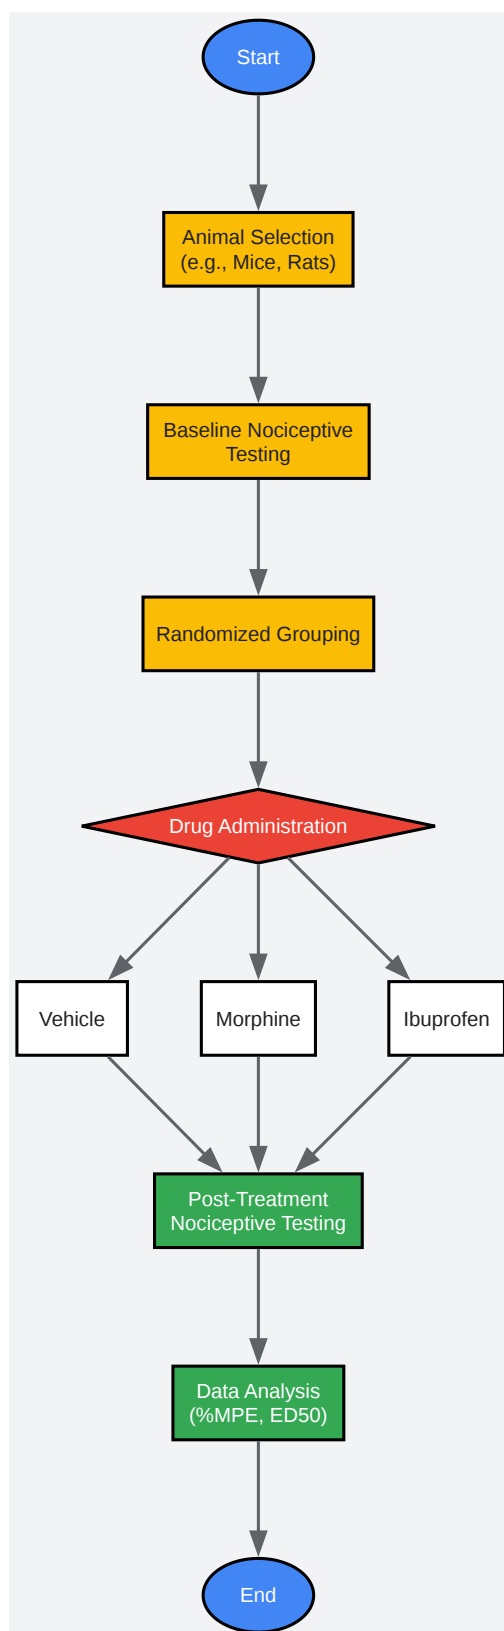 Start
Animal Selection
(e.g., Mice, Rats)
Baseline Nociceptive
Testing
Randomized Grouping
Drug Administration
Vehicle
Morphine
Ibuprofen
Post-Treatment
Nociceptive Testing
Data Analysis
(%MPE, ED50)
End